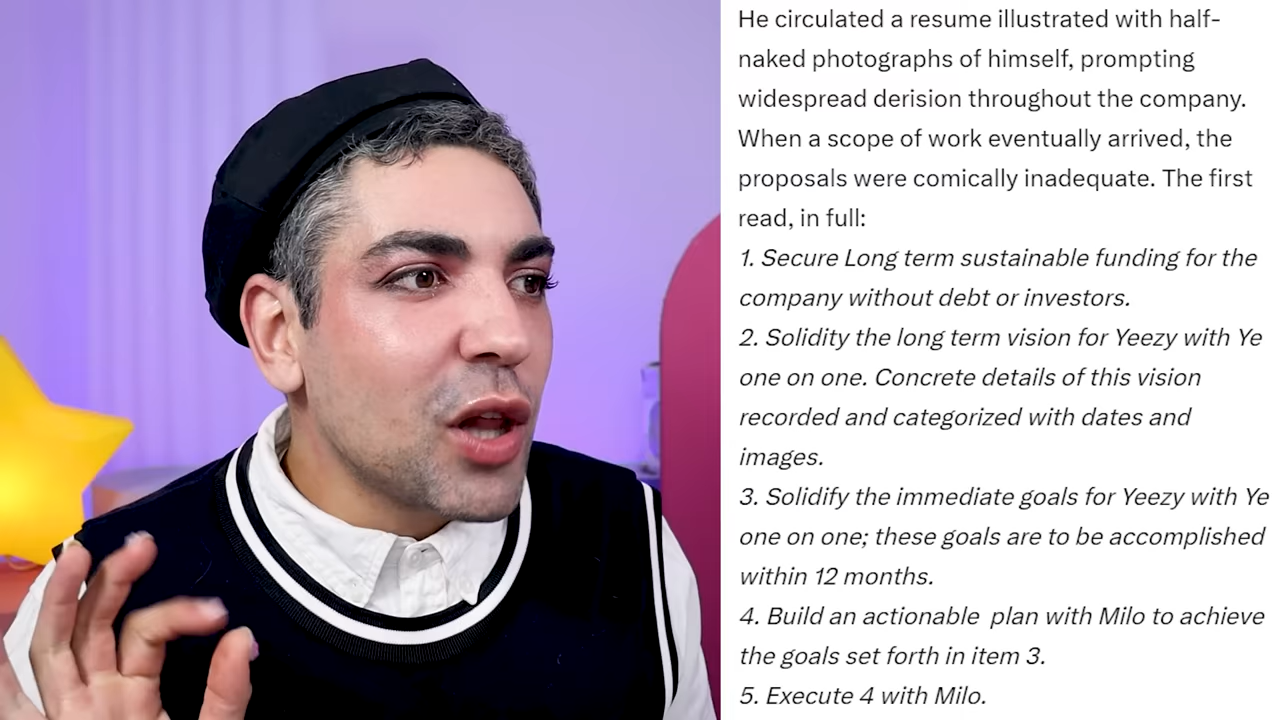 He circulated a resume illustrated with half-
naked photographs of himself, prompting
widespread derision throughout the company.
When a scope of work eventually arrived, the
proposals were comically inadequate. The first
read, in full:
1. Secure Long term sustainable funding for the
company without debt or investors.
2. Solidity the long term vision for Yeezy with Ye
one on one. Concrete details of this vision
recorded and categorized with dates and
images.
3. Solidify the immediate goals for Yeezy with Ye
one on one; these goals are to be accomplished
within 12 months.
4. Build an actionable  plan with Milo to achieve
the goals set forth in item 3.
5. Execute 4 with Milo.